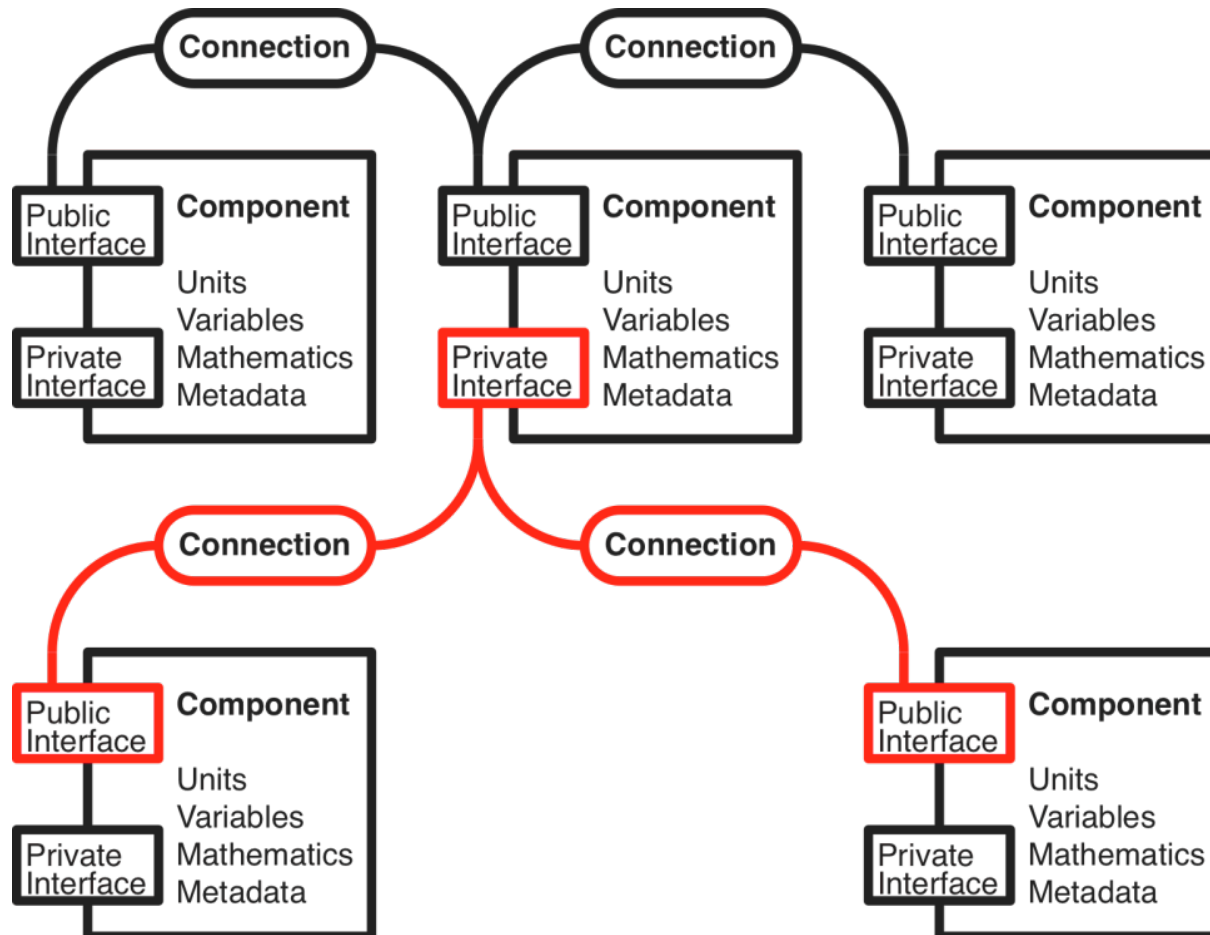 Connection
Connection
Public
Interface
Component
Units
Variables
Mathematics
Metadata
Private
Interface
Public
Interface
Component
Units
Variables
Mathematics
Metadata
Private
Interface
Public
Interface
Component
Units
Variables
Mathematics
Metadata
Private
Interface
Connection
Connection
Public
Interface
Component
Units
Variables
Mathematics
Metadata
Private
Interface
Public
Interface
Component
Units
Variables
Mathematics
Metadata
Private
Interface